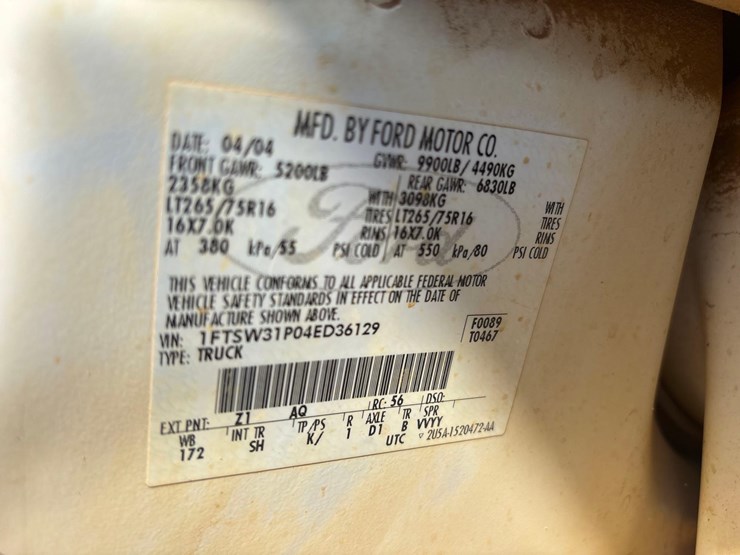 MFD. BY FORD MOTOR CO.
DATE: 04/04 GVWR: 9900LB/4490KG
FRONT GAWR: 5200LB REAR GAWR: 6830LB
2358KG WITH 3098KG WITH
LT265/75R16 TIRES LT265/75R16 TIRES
16X7.0K RINS 16X7.0K RIMS
AT 380 kPa/55 PSI COLD AT 550 kPa/80 PSI COLD
Ford
THIS VEHICLE CONFORMS TO ALL APPLICABLE FEDERAL MOTOR
VEHICLE SAFETY STANDARDS IN EFFECT ON THE DATE OF
MANUFACTURE SHOWN ABOVE.
VIN: 1FTSW31P04ED36129 F0089
TYPE: TRUCK T0467
EXT PNT: Z1 AQ RC: 56 DSO:
WB INT TR TP/PS R AXLE TR SPR
172 SH K/ 1 D1 B VVYY
UTC 2U5A-1520472-AA